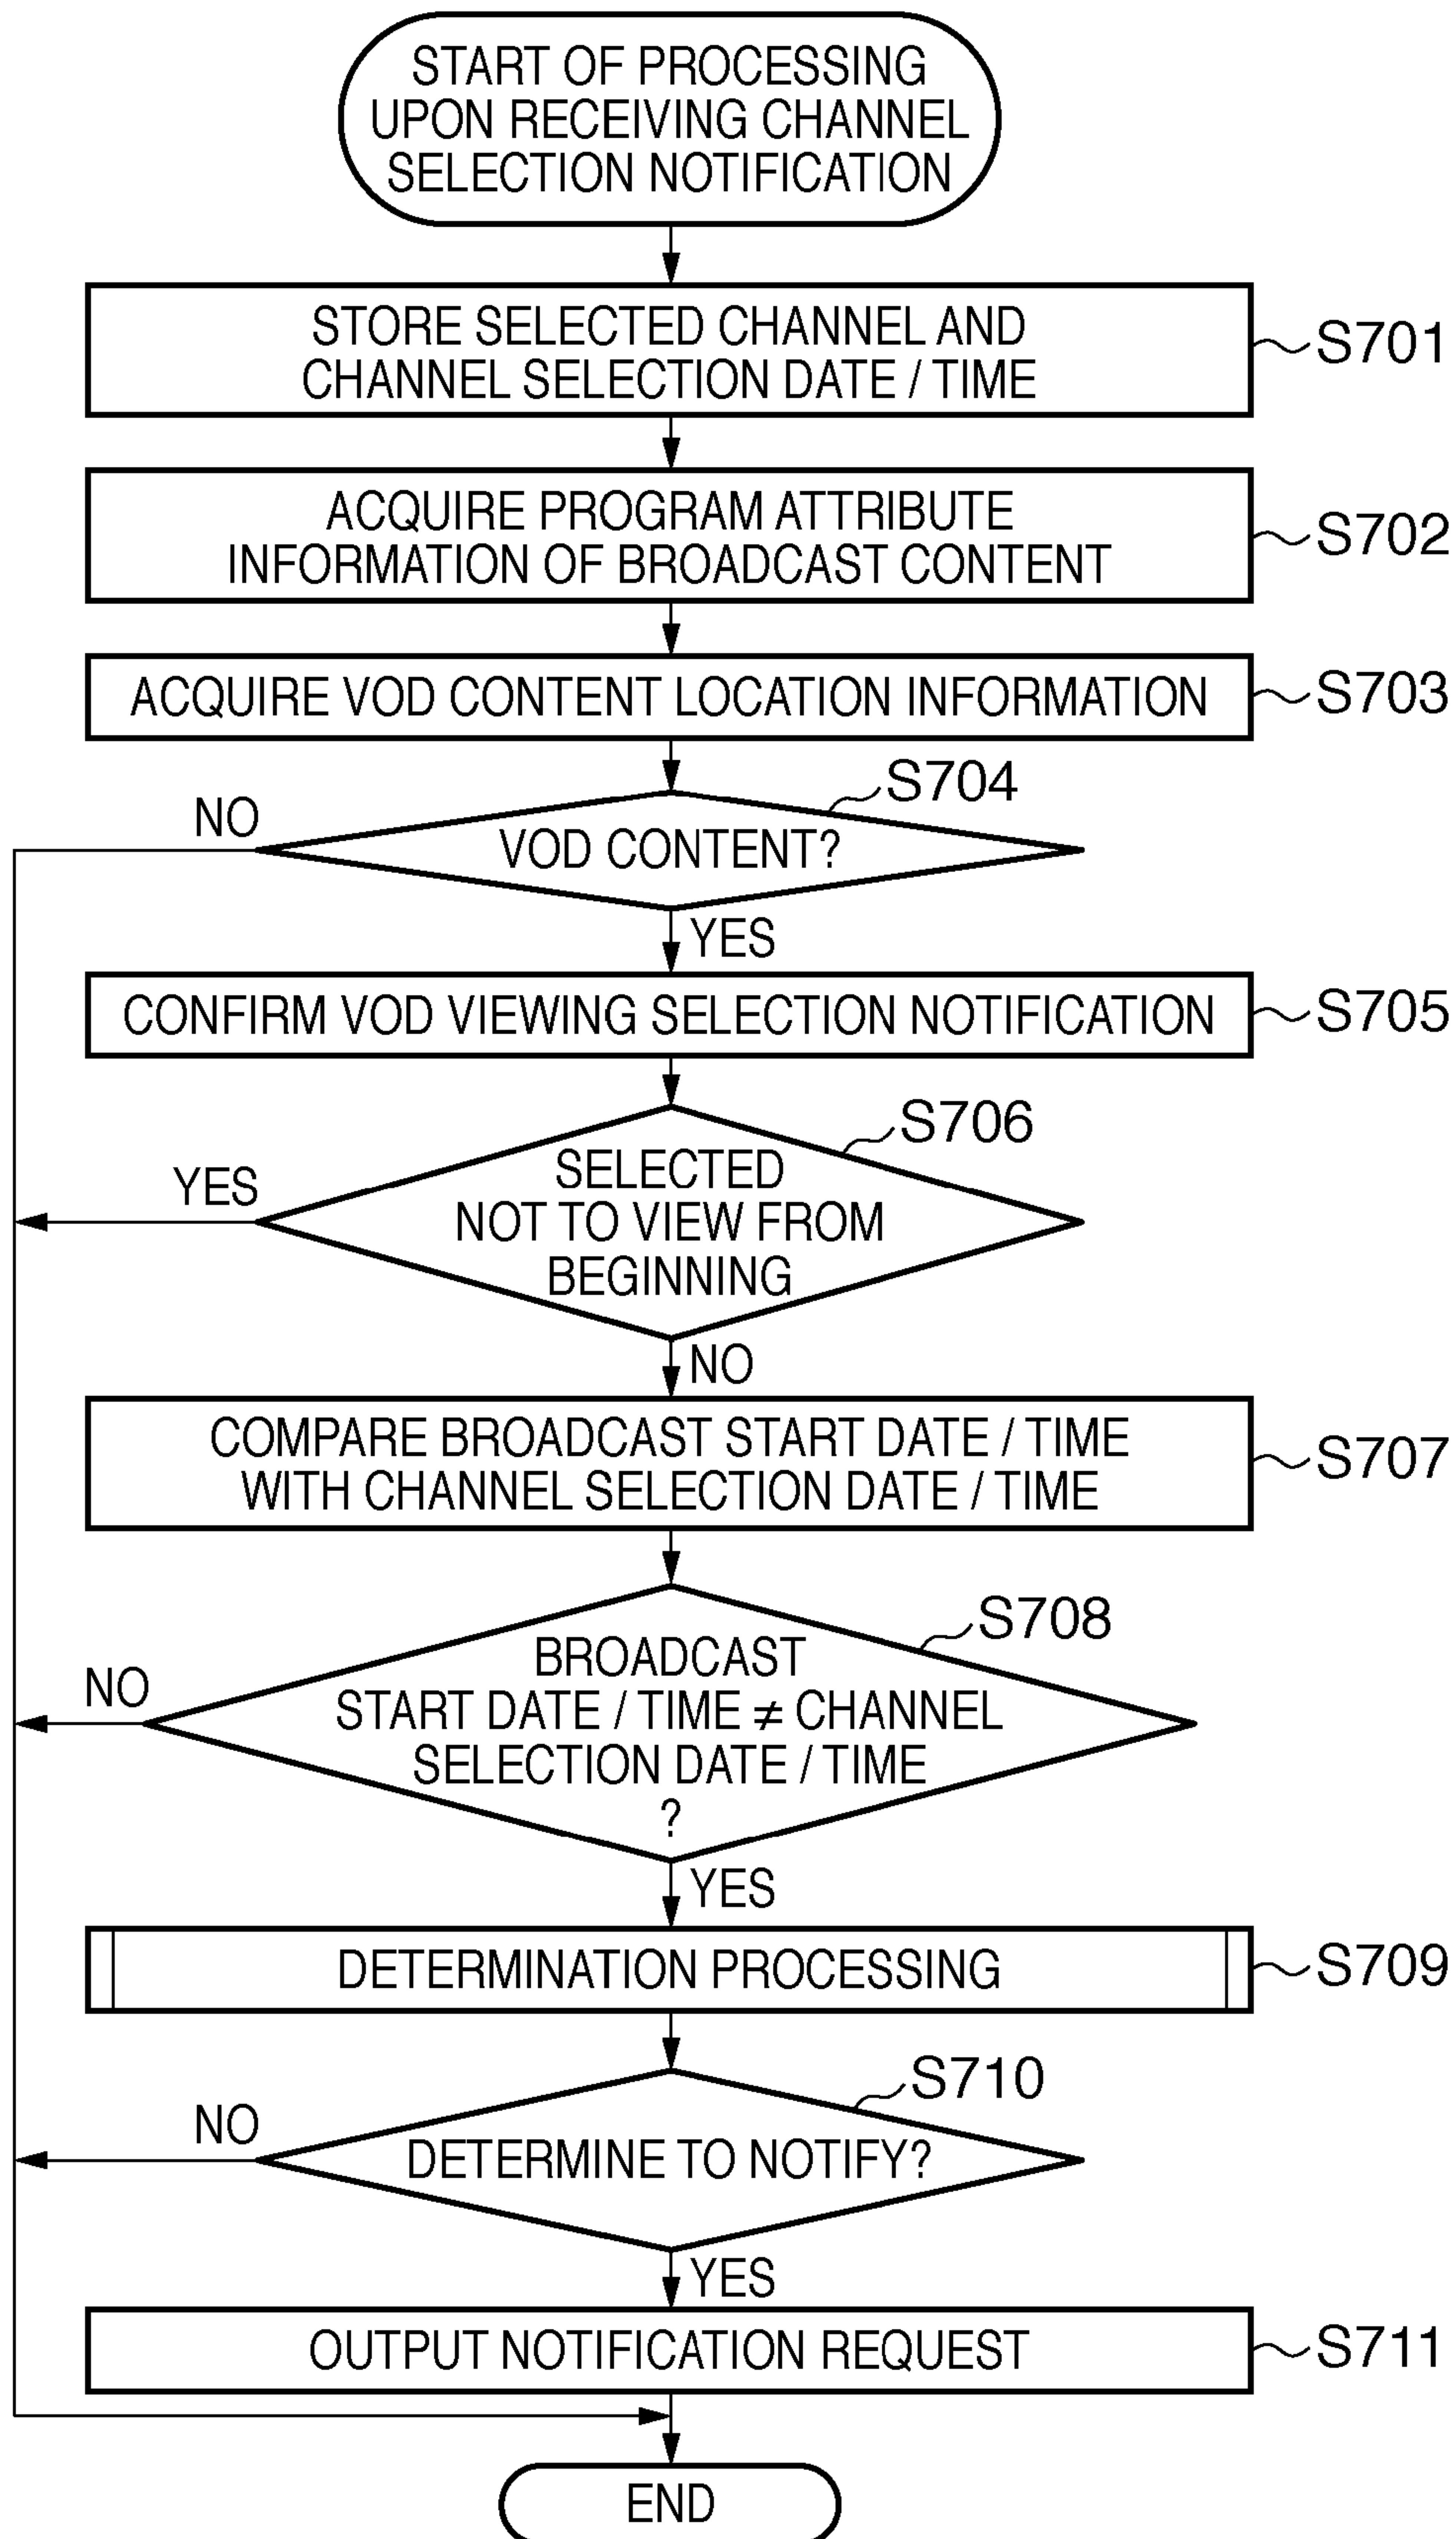 START OF PROCESSING
UPON RECEIVING CHANNEL
SELECTION NOTIFICATION
STORE SELECTED CHANNEL AND
CHANNEL SELECTION DATE / TIME
S701
ACQUIRE PROGRAM ATTRIBUTE
INFORMATION OF BROADCAST CONTENT
S702
ACQUIRE VOD CONTENT LOCATION INFORMATION
S703
S704
NO
VOD CONTENT?
YES
CONFIRM VOD VIEWING SELECTION NOTIFICATION
S705
S706
YES
SELECTED
NOT TO VIEW FROM
BEGINNING
NO
COMPARE BROADCAST START DATE / TIME
WITH CHANNEL SELECTION DATE / TIME
S707
S708
NO
BROADCAST
START DATE / TIME ≠ CHANNEL
SELECTION DATE / TIME
?
YES
DETERMINATION PROCESSING
S709
S710
NO
DETERMINE TO NOTIFY?
YES
OUTPUT NOTIFICATION REQUEST
S711
END